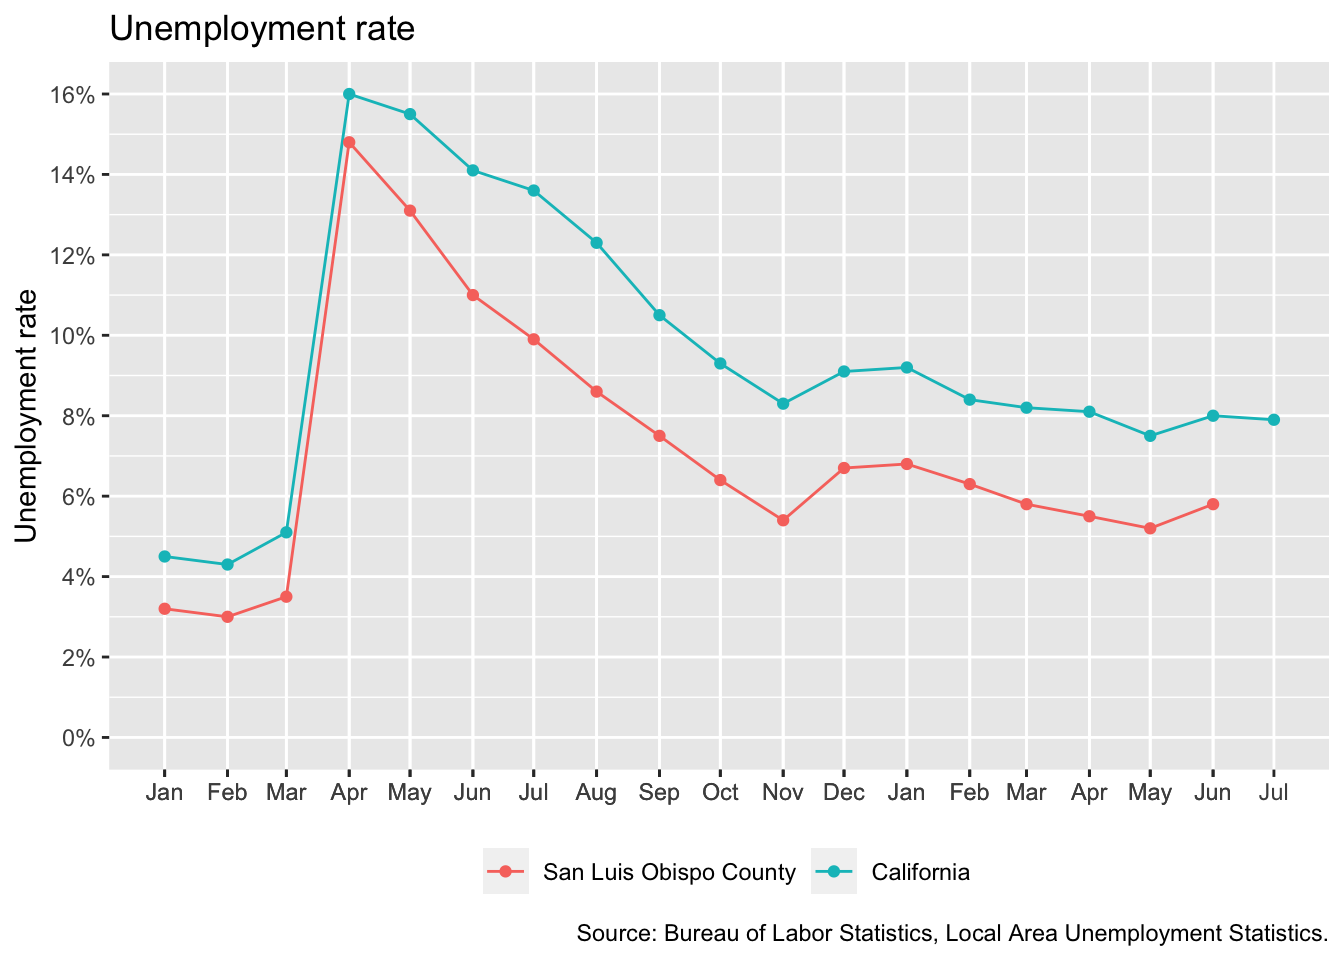 Unemployment rate
Unemployment rate
16%
14%
12%
10%
8%
6%
4%
2%
0%
Jan Feb Mar Apr May Jun Jul Aug Sep Oct Nov Dec Jan Feb Mar Apr May Jun Jul
San Luis Obispo County California
Source: Bureau of Labor Statistics, Local Area Unemployment Statistics.